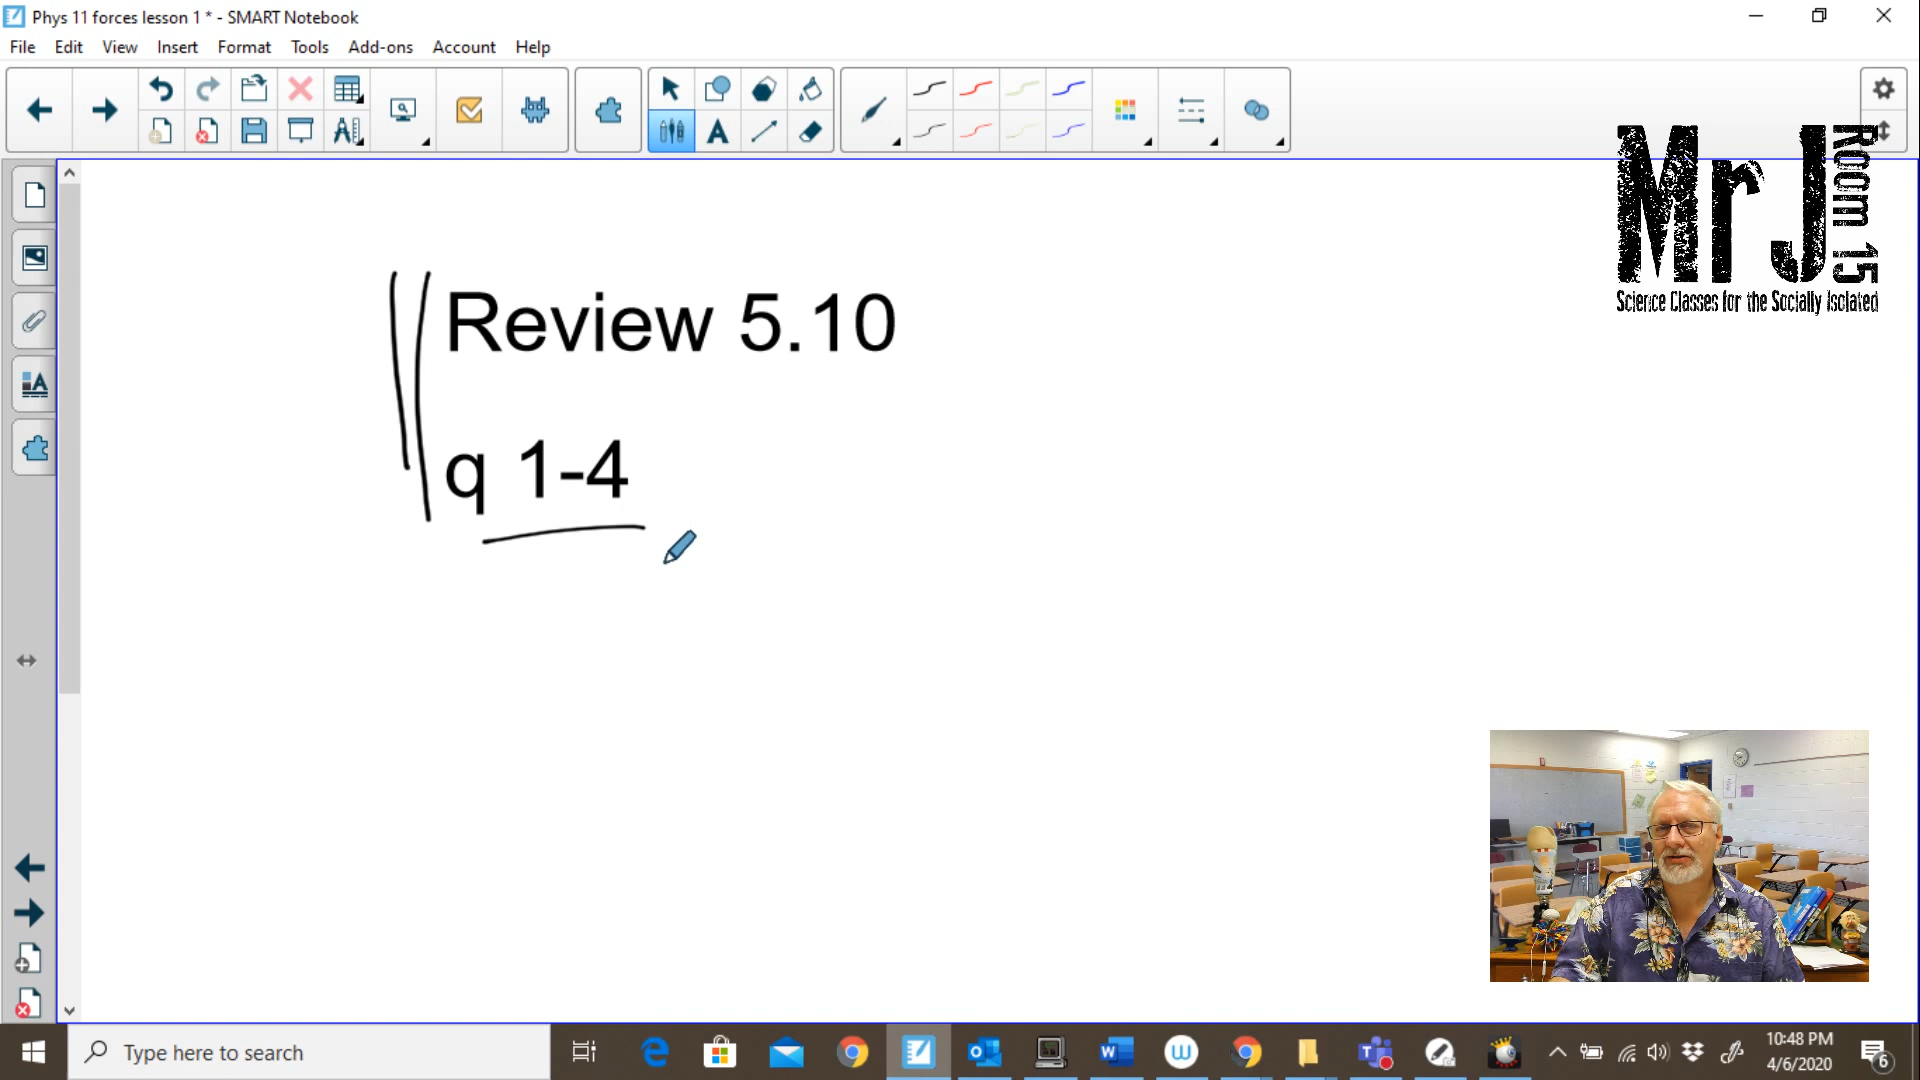 Phys 11 forces lesson 1 * - SMART Notebook
File Edit View Insert Format Tools Add-ons Account Help
MrJ
Room 15
Science Classes for the Socially Isolated
Review 5.10
q 1-4
Type here to search
10:48 PM
4/6/2020
6